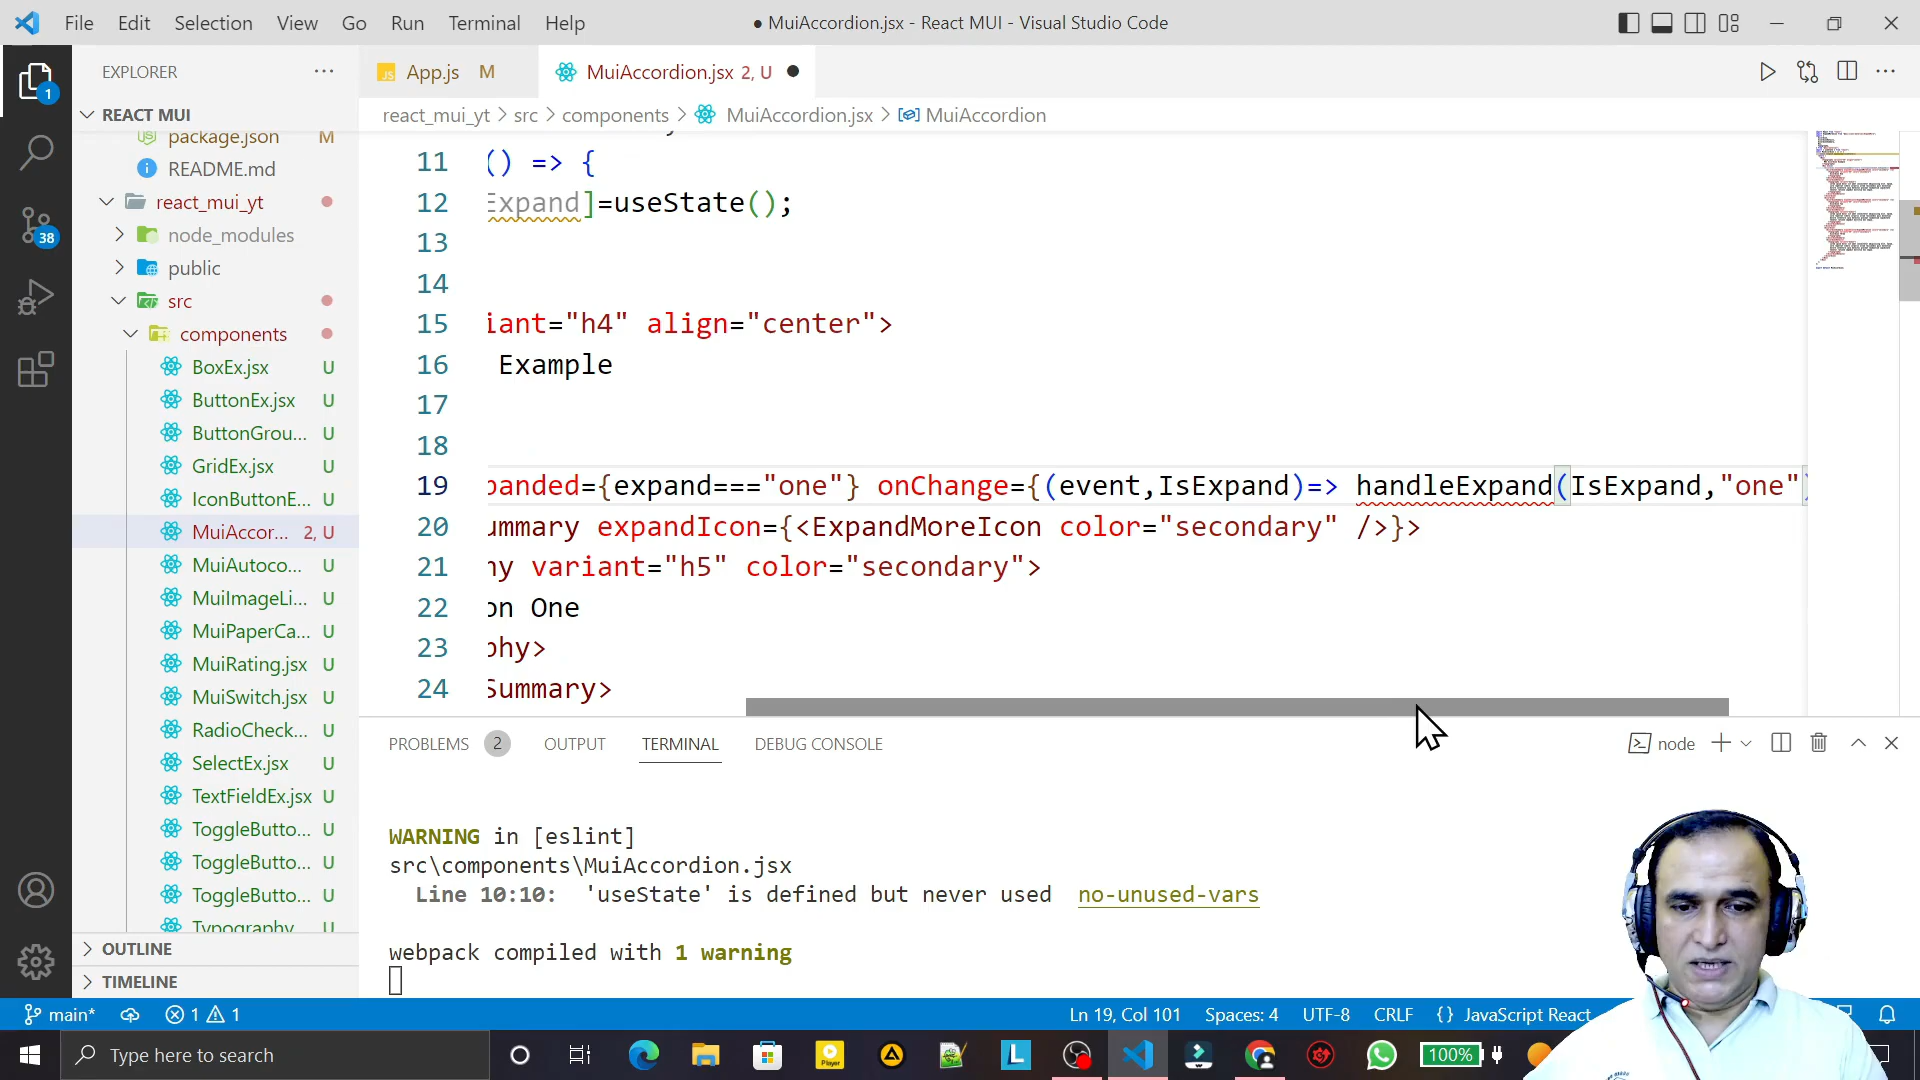 File Edit Selection View Go Run Terminal Help
● MuiAccordion.jsx - React MUI - Visual Studio Code
EXPLORER
App.js M
MuiAccordion.jsx 2, U
REACT MUI
react_mui_yt > src > components > MuiAccordion.jsx > MuiAccordion
package.json M
README.md
react_mui_yt
node_modules
public
src
components
BoxEx.jsx U
ButtonEx.jsx U
ButtonGrou... U
GridEx.jsx U
IconButtonE... U
MuiAccor... 2, U
MuiAutoco... U
MuiImageLi... U
MuiPaperCa... U
MuiRating.jsx U
MuiSwitch.jsx U
RadioCheck... U
SelectEx.jsx U
TextFieldEx.jsx U
ToggleButto... U
ToggleButto... U
ToggleButto... U
Typography U
OUTLINE
TIMELINE
11 () => {
12 Expand]=useState();
13
14
15 iant="h4" align="center">
16 Example
17
18
19 panded={expand==="one"} onChange={(event,IsExpand)=> handleExpand(IsExpand,"one")
20 ummary expandIcon={<ExpandMoreIcon color="secondary" />}>
21 hy variant="h5" color="secondary">
22 on One
23 phy>
24 Summary>
PROBLEMS 2 OUTPUT TERMINAL DEBUG CONSOLE
node
WARNING in [eslint]
src\components\MuiAccordion.jsx
Line 10:10: 'useState' is defined but never used no-unused-vars
webpack compiled with 1 warning
1
38
main* 1 1
Ln 19, Col 101 Spaces: 4 UTF-8 CRLF {} JavaScript React
Type here to search
Player
L
100%